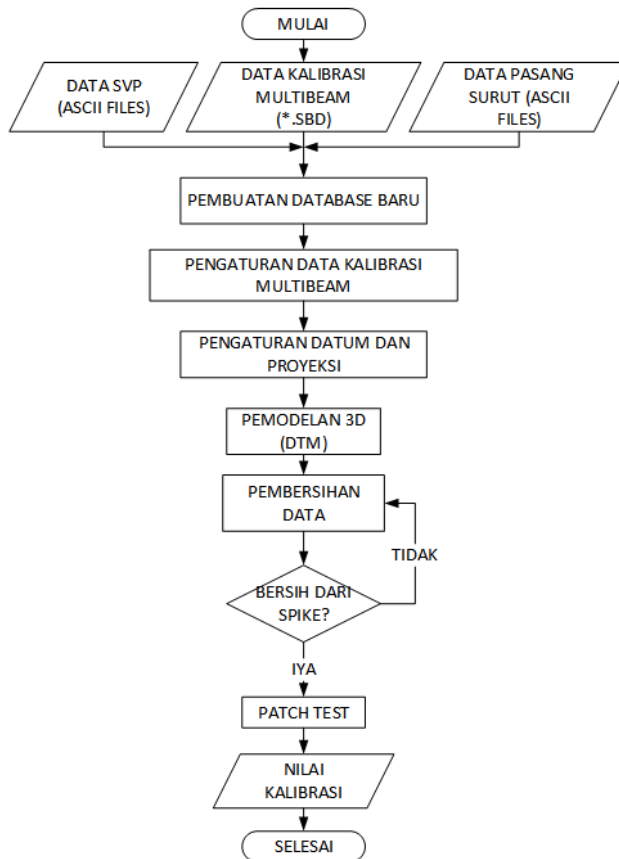 MULAI
DATA SVP
(ASCII FILES)
DATA KALIBRASI
MULTIBEAM
(*.SBD)
DATA PASANG
SURUT (ASCII
FILES)
PEMBUATAN DATABASE BARU
PENGATURAN DATA KALIBRASI
MULTIBEAM
PENGATURAN DATUM DAN
PROYEKSI
PEMODELAN 3D
(DTM)
PEMBERSIHAN
DATA
TIDAK
BERSIH DARI
SPIKE?
IYA
PATCH TEST
NILAI
KALIBRASI
SELESAI